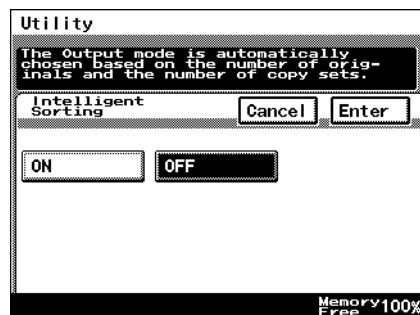 Utility
The Output mode is automatically
chosen based on the number of orig-
inals and the number of copy sets.
Intelligent
Sorting
Cancel
Enter
ON
OFF
Memory
Free
100%